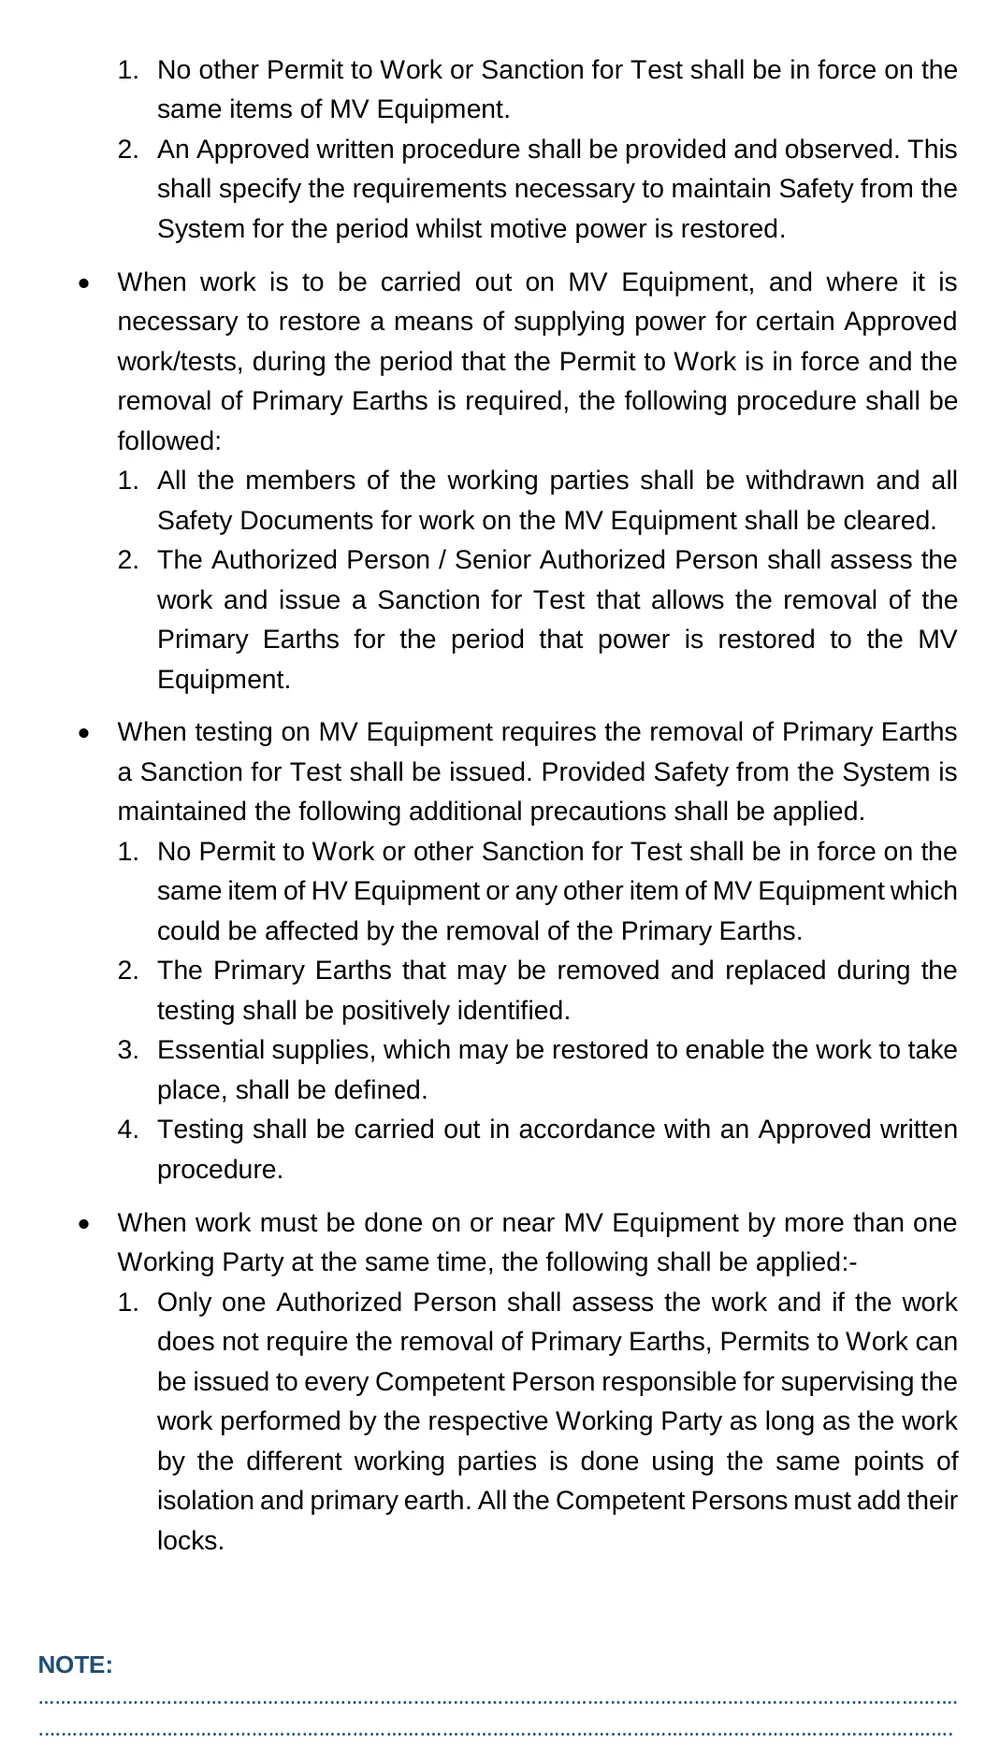 1. No other Permit to Work or Sanction for Test shall be in force on the
same items of MV Equipment.
2. An Approved written procedure shall be provided and observed. This
shall specify the requirements necessary to maintain Safety from the
System for the period whilst motive power is restored.
• When work is to be carried out on MV Equipment, and where it is
necessary to restore a means of supplying power for certain Approved
work/tests, during the period that the Permit to Work is in force and the
removal of Primary Earths is required, the following procedure shall be
followed:
1. All the members of the working parties shall be withdrawn and all
Safety Documents for work on the MV Equipment shall be cleared.
2. The Authorized Person / Senior Authorized Person shall assess the
work and issue a Sanction for Test that allows the removal of the
Primary Earths for the period that power is restored to the MV
Equipment.
• When testing on MV Equipment requires the removal of Primary Earths
a Sanction for Test shall be issued. Provided Safety from the System is
maintained the following additional precautions shall be applied.
1. No Permit to Work or other Sanction for Test shall be in force on the
same item of HV Equipment or any other item of MV Equipment which
could be affected by the removal of the Primary Earths.
2. The Primary Earths that may be removed and replaced during the
testing shall be positively identified.
3. Essential supplies, which may be restored to enable the work to take
place, shall be defined.
4. Testing shall be carried out in accordance with an Approved written
procedure.
• When work must be done on or near MV Equipment by more than one
Working Party at the same time, the following shall be applied:-
1. Only one Authorized Person shall assess the work and if the work
does not require the removal of Primary Earths, Permits to Work can
be issued to every Competent Person responsible for supervising the
work performed by the respective Working Party as long as the work
by the different working parties is done using the same points of
isolation and primary earth. All the Competent Persons must add their
locks.
NOTE: